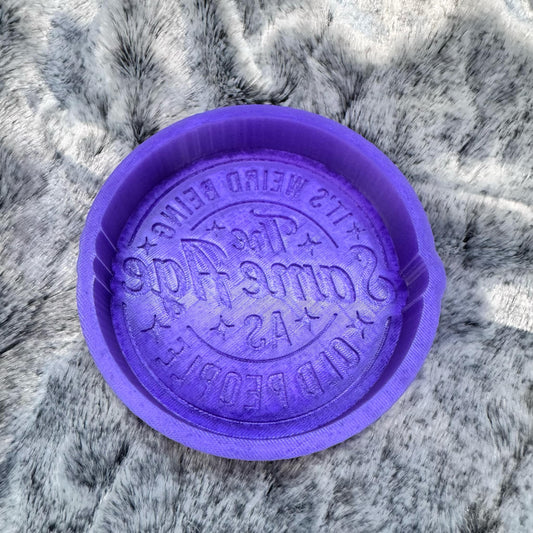 IT'S WEIRD BEING
The
Same Age
AS
OLD PEOPLE